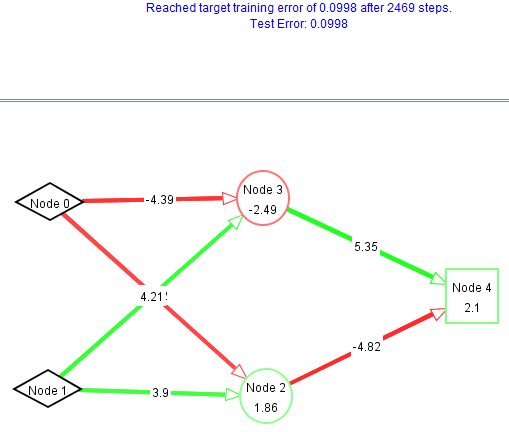 Reached target training error of 0.0998 after 2469 steps.
Test Error: 0.0998
Node 3
-2.49
Node 0
-4.39
5.35
Node 4
2.1
4.21
-4.82
Node 2
1.86
Node 1
3.9